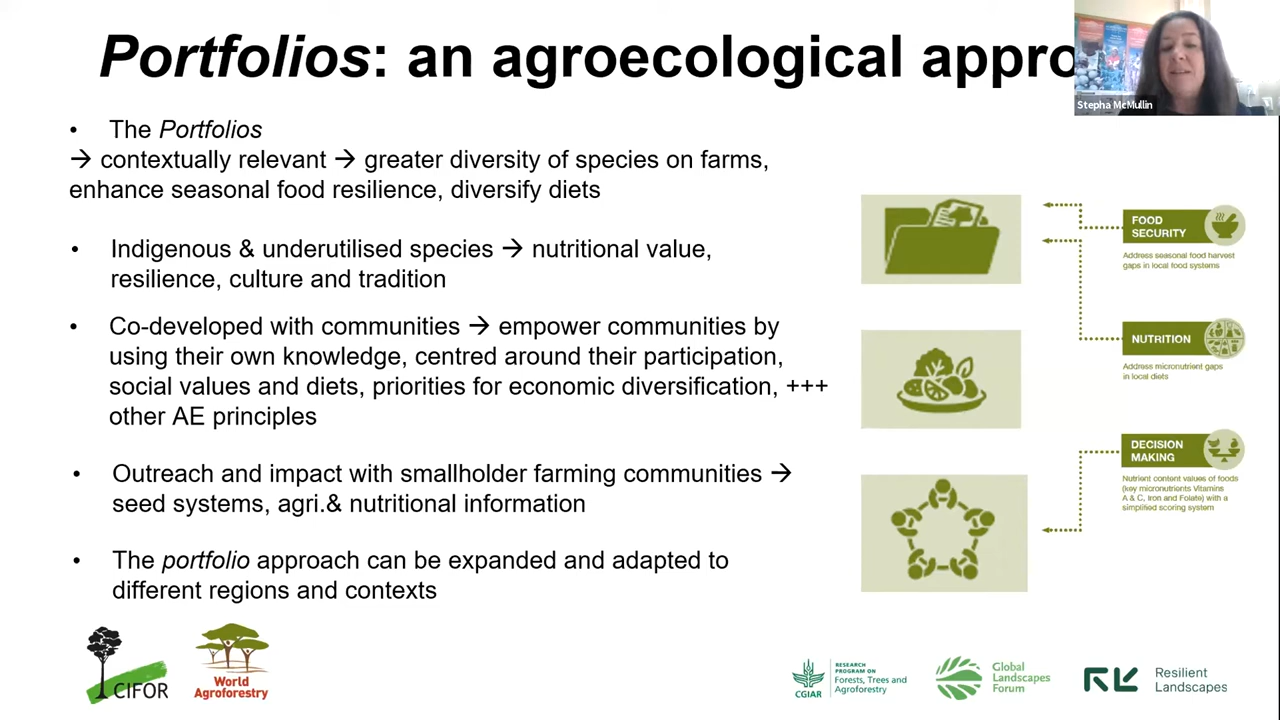 Portfolios: an agroecological appro
Stepha McMullin
• The Portfolios
→ contextually relevant → greater diversity of species on farms,
enhance seasonal food resilience, diversify diets
• Indigenous & underutilised species → nutritional value,
resilience, culture and tradition
• Co-developed with communities → empower communities by
using their own knowledge, centred around their participation,
social values and diets, priorities for economic diversification, +++
other AE principles
• Outreach and impact with smallholder farming communities →
seed systems, agri.& nutritional information
• The portfolio approach can be expanded and adapted to
different regions and contexts
FOOD
SECURITY
Address seasonal food harvest
gaps in local food systems
NUTRITION
Address micronutrient gaps
in local diets
DECISION
MAKING
Nutrient content values of foods
(key micronutrients Vitamins
A & C, Iron and Folate) with a
simplified scoring system
CIFOR
World
Agroforestry
CGIAR
RESEARCH
PROGRAM ON
Forests, Trees and
Agroforestry
Global
Landscapes
Forum
Resilient
Landscapes